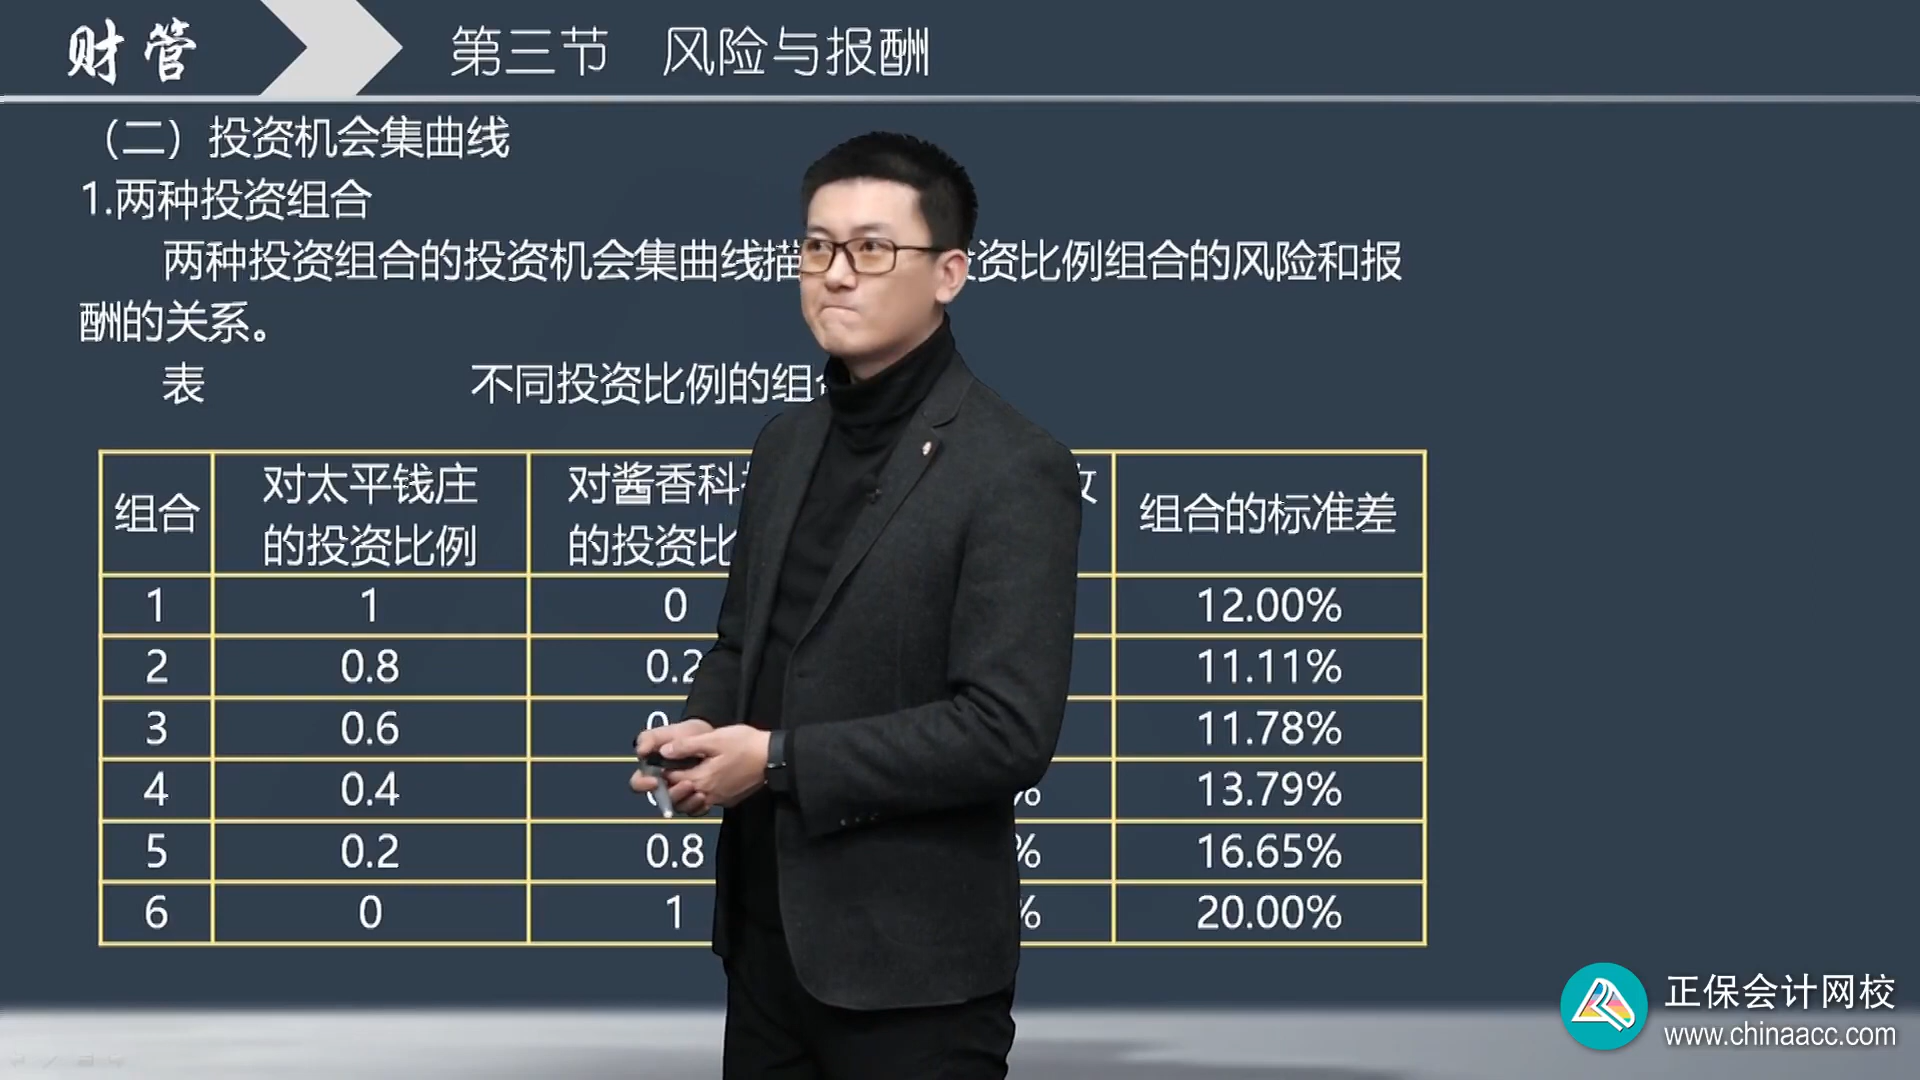 财管
第三节 风险与报酬
（二）投资机会集曲线
1.两种投资组合
两种投资组合的投资机会集曲线描 资比例组合的风险和报
酬的关系。
表 不同投资比例的组
组合 对太平钱庄的投资比例 对酱香科 的投资比 组合的标准差
1 1 0 12.00%
2 0.8 0.2 11.11%
3 0.6 11.78%
4 0.4 % 13.79%
5 0.2 0.8 % 16.65%
6 0 1 % 20.00%
正保会计网校
www.chinaacc.com